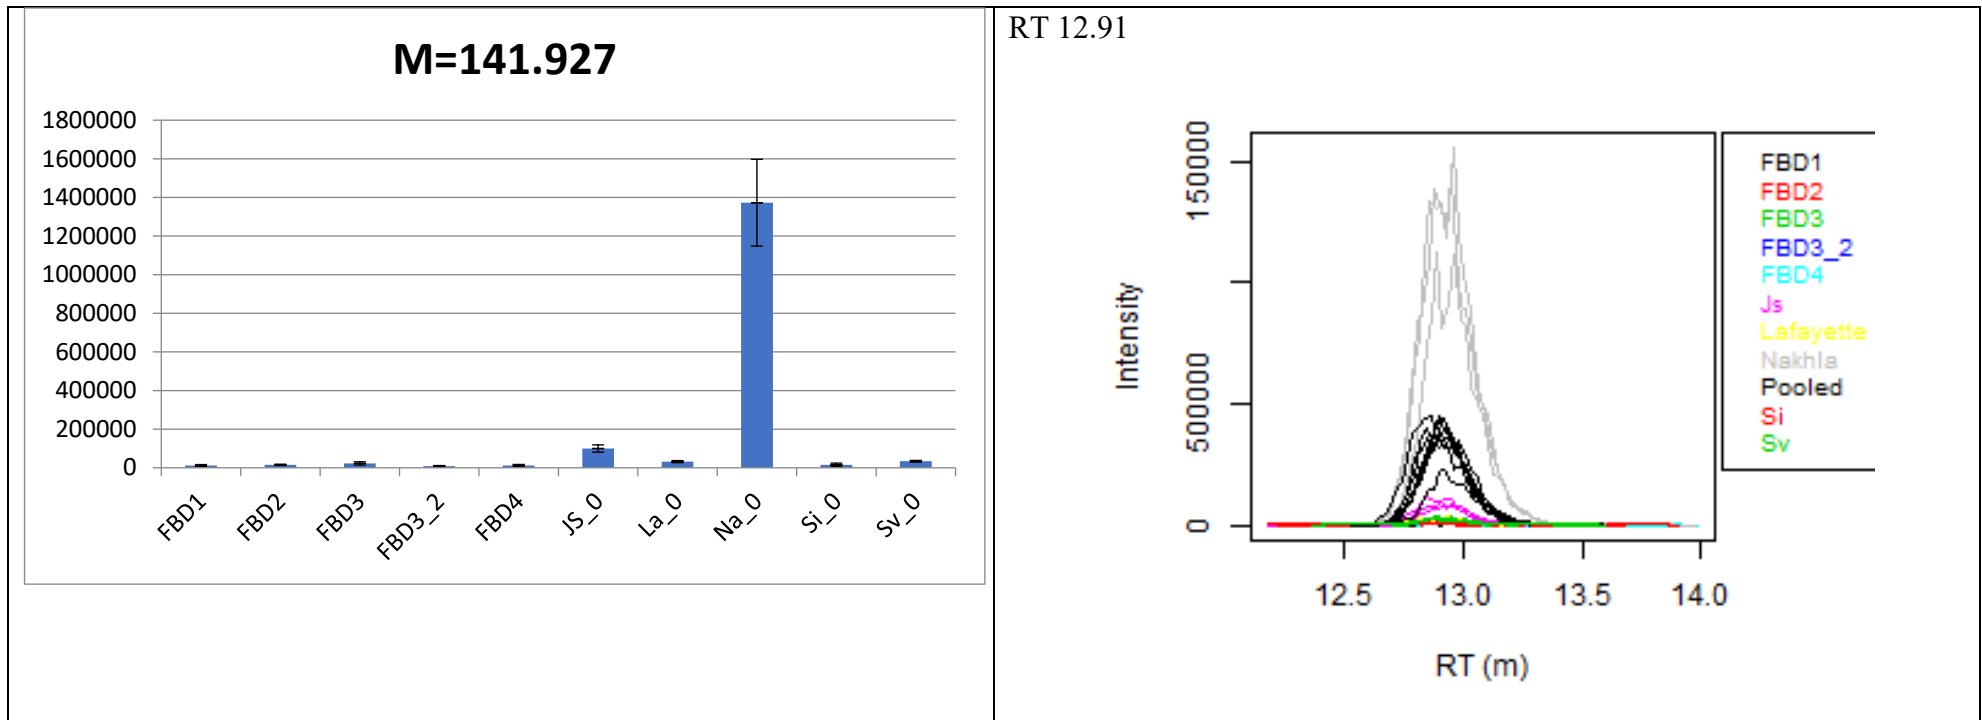 M=141.927
1800000
1600000
1400000
1200000
1000000
800000
600000
400000
200000
0
FBD1 FBD2 FBD3 FBD3_2 FBD4 JS_0 La_0 Na_0 Si_0 Sv_0
RT 12.91
Intensity
1500000
500000
0
12.5 13.0 13.5 14.0
RT (m)
FBD1
FBD2
FBD3
FBD3_2
FBD4
Js
Lafayette
Nakhla
Pooled
Si
Sv